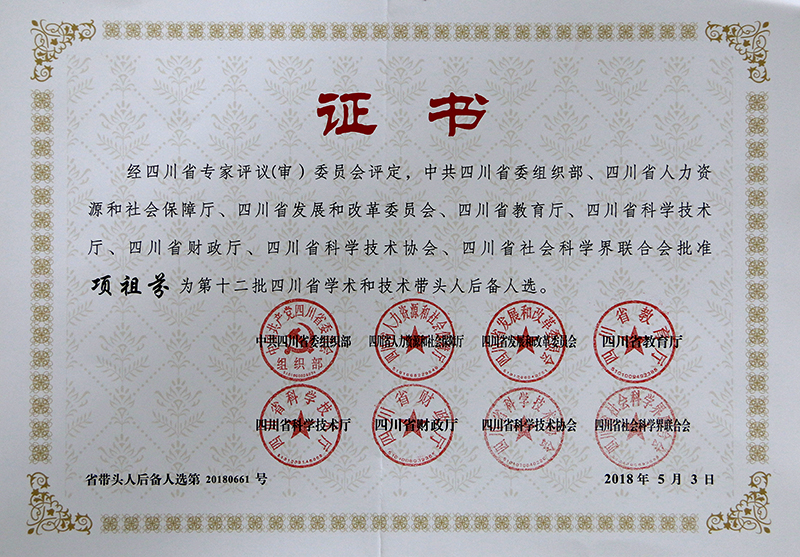 证 书
经四川省专家评议(审)委员会评定，中共四川省委组织部、四川省人力资
源和社会保障厅、四川省发展和改革委员会、四川省教育厅、四川省科学技术
厅、四川省财政厅、四川省科学技术协会、四川省社会科学界联合会批准
项祖芬 为第十二批四川省学术和技术带头人后备人选。
中共四川省委组织部 四川省人力资源和社会保障厅 四川省发展和改革委员会 四川省教育厅
组织部
四川省科学技术厅 四川省财政厅 四川省科学技术协会 四川省社会科学界联合会
省带头人后备人选第 20180661 号 2018 年 5 月 3 日